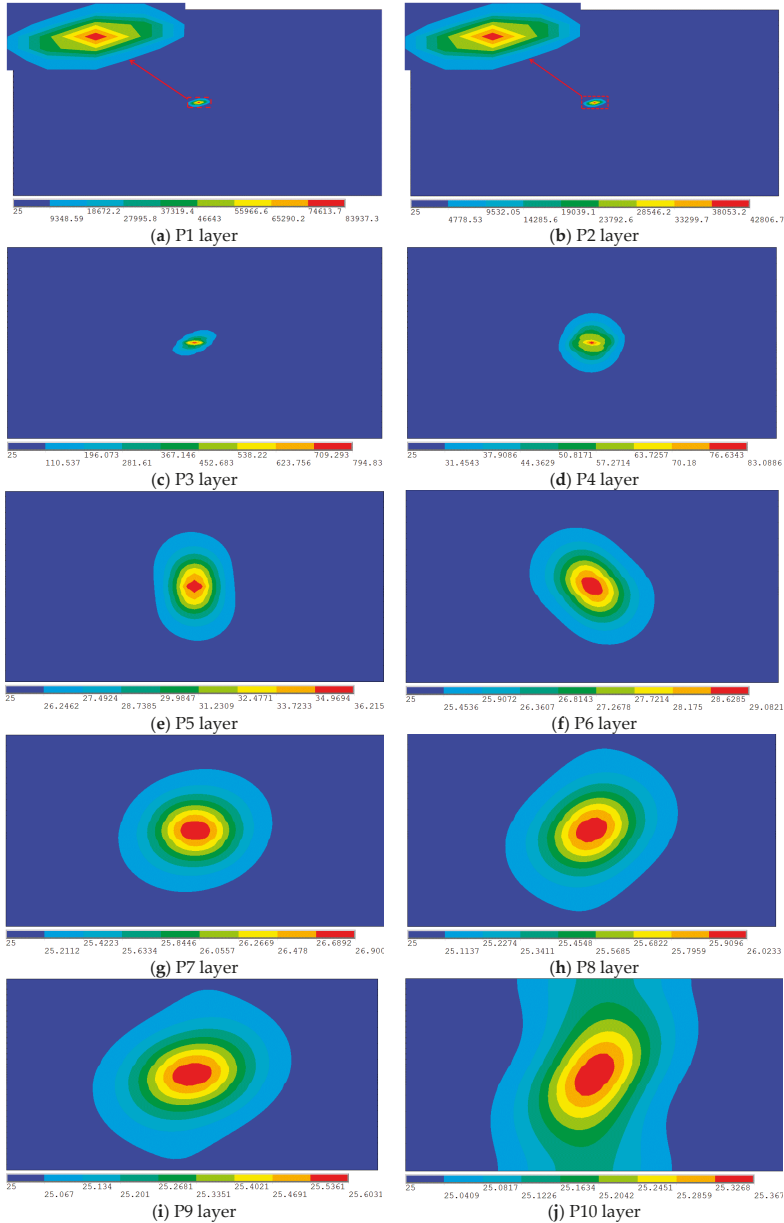 25 18672.2 37319.4 55966.6 74613.7
9348.59 27995.8 46643 65290.2 83937.3
(a) P1 layer
25 9532.05 19039.1 28546.2 38053.2
4778.53 14285.6 23792.6 33299.7 42806.7
(b) P2 layer
25 196.073 367.146 538.22 709.293
110.537 281.61 452.683 623.756 794.83
(c) P3 layer
25 37.9086 50.8171 63.7257 76.6343
31.4543 44.3629 57.2714 70.18 83.0886
(d) P4 layer
25 27.4924 29.9847 32.4771 34.9694
26.2462 28.7385 31.2309 33.7233 36.215
(e) P5 layer
25 25.9072 26.8143 27.7214 28.6285
25.4536 26.3607 27.2678 28.175 29.0821
(f) P6 layer
25 25.4223 25.8446 26.2669 26.6892
25.2112 25.6334 26.0557 26.478 26.900
(g) P7 layer
25 25.2274 25.4548 25.6822 25.9096
25.1137 25.3411 25.5685 25.7959 26.0233
(h) P8 layer
25 25.134 25.2681 25.4021 25.5361
25.067 25.201 25.3351 25.4691 25.6031
(i) P9 layer
25 25.0817 25.1634 25.2451 25.3268
25.0409 25.1226 25.2042 25.2859 25.367
(j) P10 layer